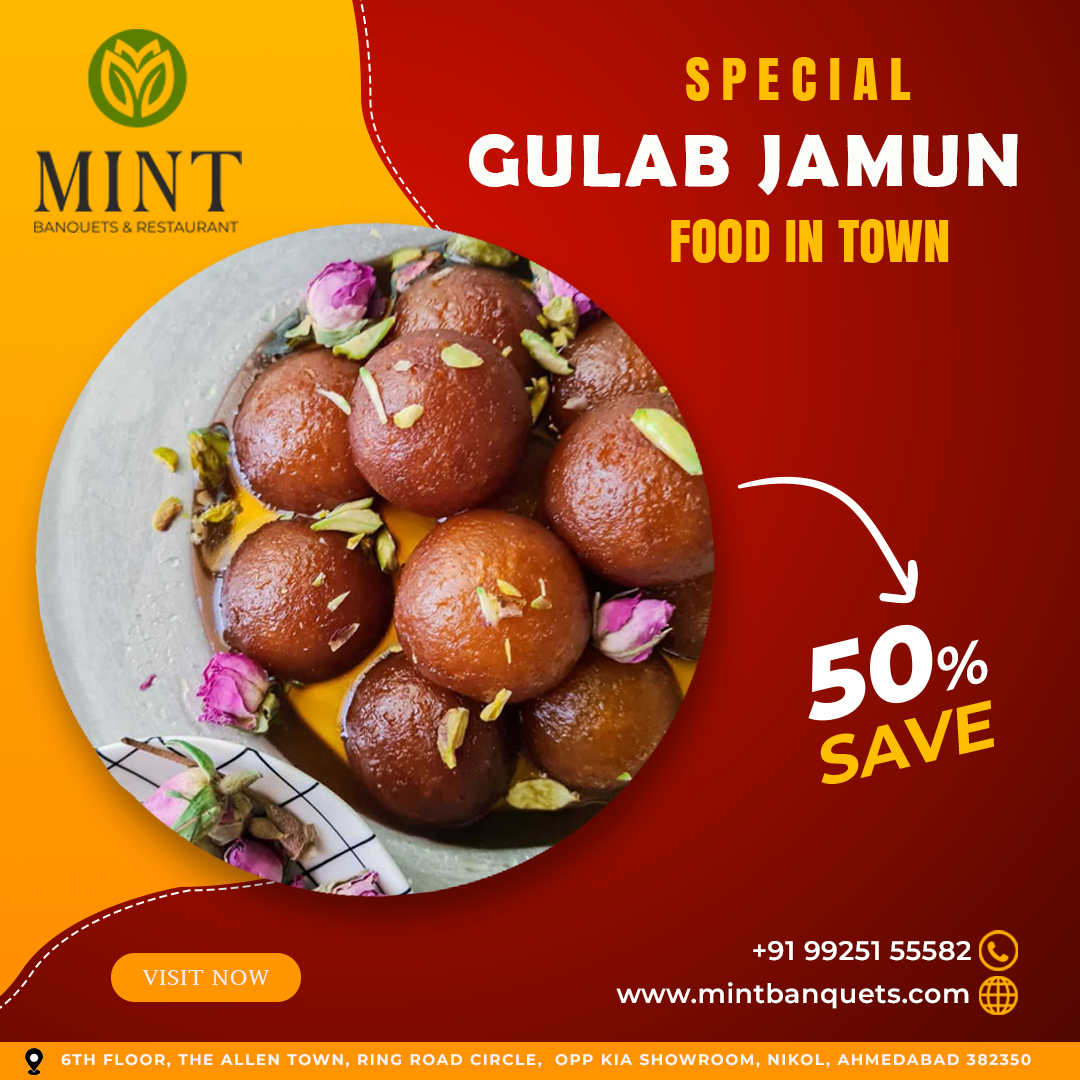 MINT
BANQUETS & RESTAURANT
SPECIAL
GULAB JAMUN
FOOD IN TOWN
50%
SAVE
VISIT NOW
+91 99251 55582
www.mintbanquets.com
6TH FLOOR, THE ALLEN TOWN, RING ROAD CIRCLE, OPP KIA SHOWROOM, NIKOL, AHMEDABAD 382350